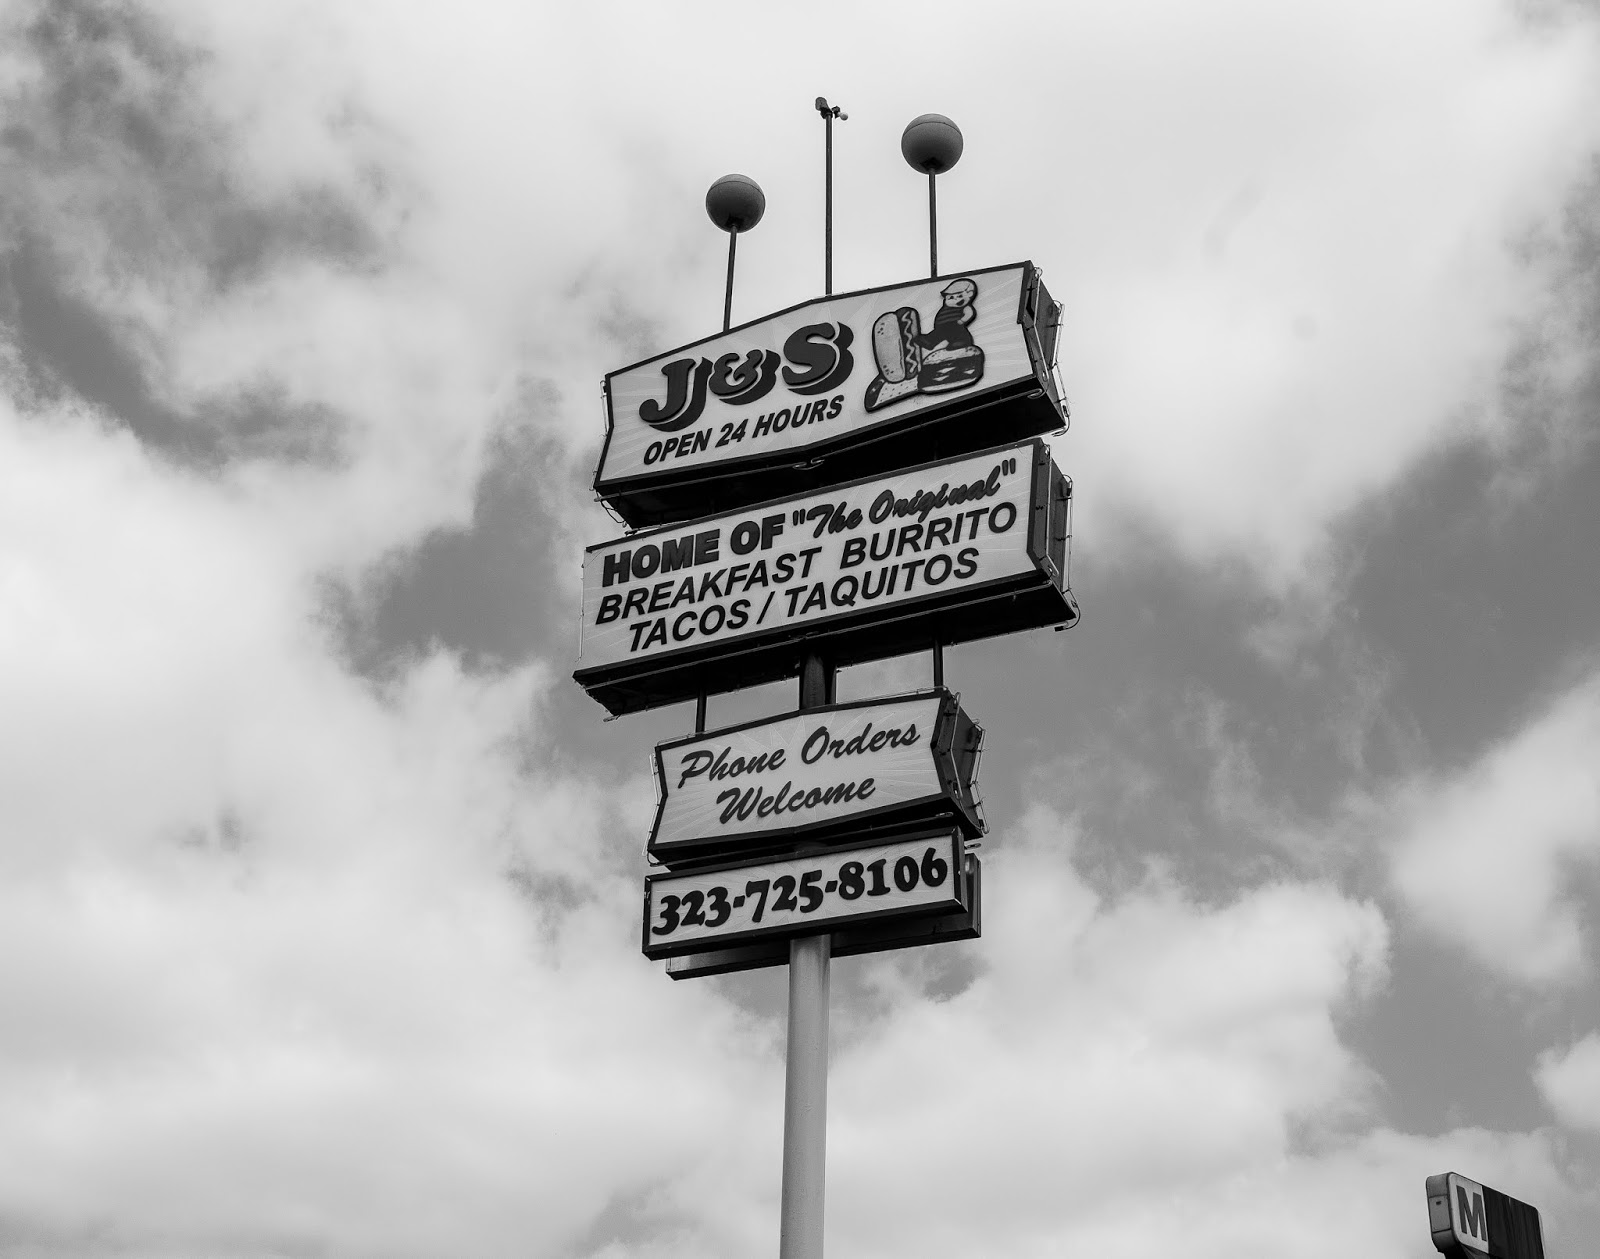 J&S
OPEN 24 HOURS
HOME OF "The Original"
BREAKFAST BURRITO
TACOS / TAQUITOS
Phone Orders
Welcome
323-725-8106
M